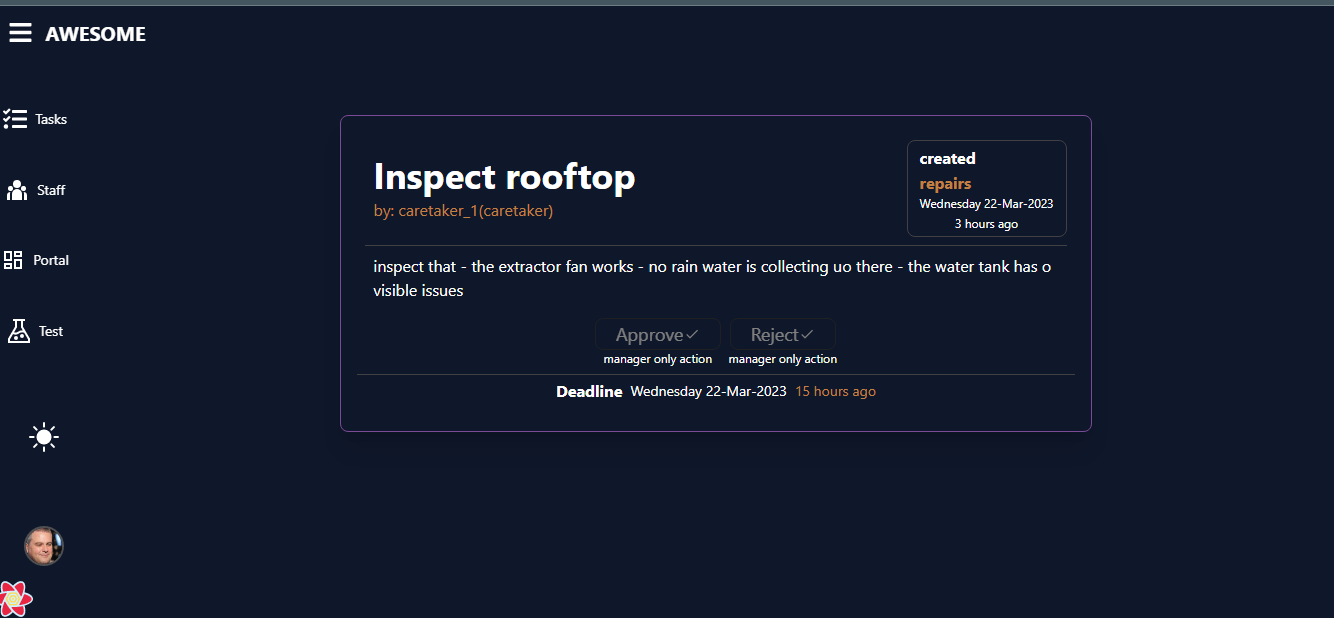 AWESOME
Tasks
Staff
Portal
Test
Inspect rooftop
by: caretaker_1(caretaker)
created
repairs
Wednesday 22-Mar-2023
3 hours ago
inspect that - the extractor fan works - no rain water is collecting uo there - the water tank has o
visible issues
Approve
Reject
manager only action
manager only action
Deadline Wednesday 22-Mar-2023 15 hours ago